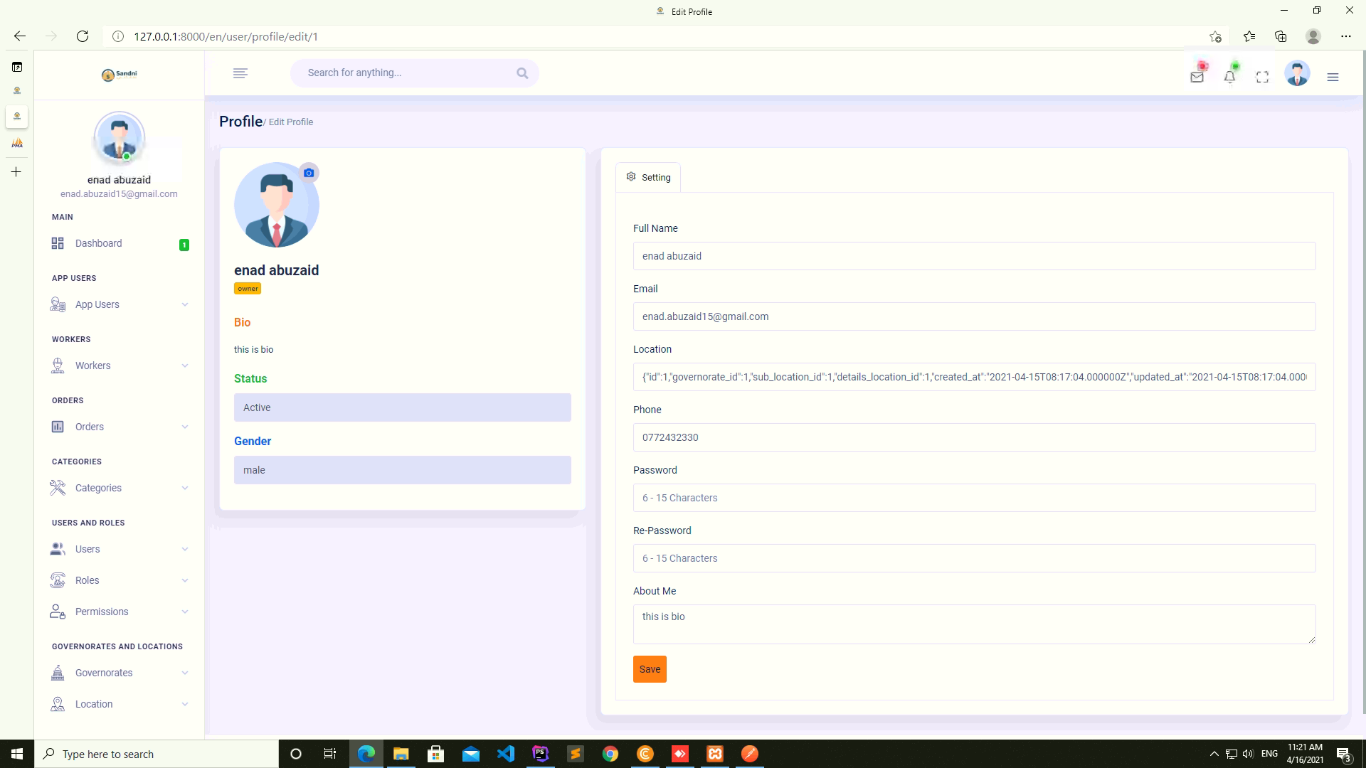 Edit Profile
127.0.0.1:8000/en/user/profile/edit/1
Sandni
Search for anything...
enad abuzaid
enad.abuzaid15@gmail.com
MAIN
Dashboard
1
APP USERS
App Users
WORKERS
Workers
ORDERS
Orders
CATEGORIES
Categories
USERS AND ROLES
Users
Roles
Permissions
GOVERNORATES AND LOCATIONS
Governorates
Location
Profile/ Edit Profile
enad abuzaid
owner
Bio
this is bio
Status
Active
Gender
male
Setting
Full Name
enad abuzaid
Email
enad.abuzaid15@gmail.com
Location
{"id":1,"governorate_id":1,"sub_location_id":1,"details_location_id":1,"created_at":"2021-04-15T08:17:04.000000Z","updated_at":"2021-04-15T08:17:04.000
Phone
0772432330
Password
6 - 15 Characters
Re-Password
6 - 15 Characters
About Me
this is bio
Save
Type here to search
ENG
11:21 AM
4/16/2021
3